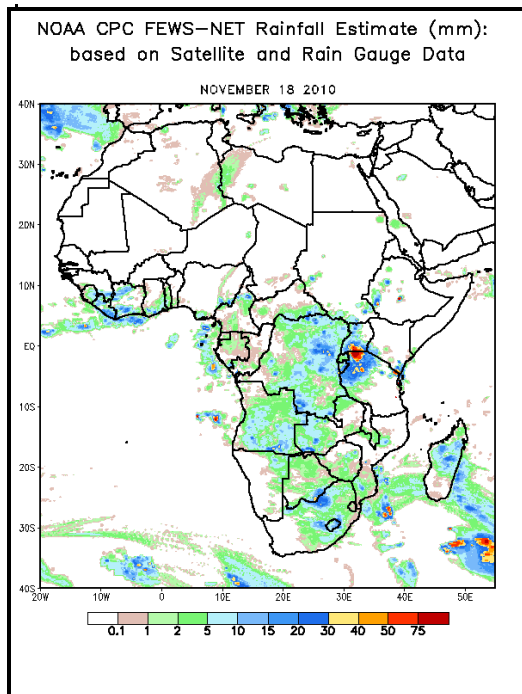 NOAA CPC FEWS-NET Rainfall Estimate (mm):
based on Satellite and Rain Gauge Data
NOVEMBER 18 2010
40N
30N
20N
10N
EQ
10S
20S
30S
40S
20W 10W 0 10E 20E 30E 40E 50E
0.1 1 2 5 10 15 20 30 40 50 75